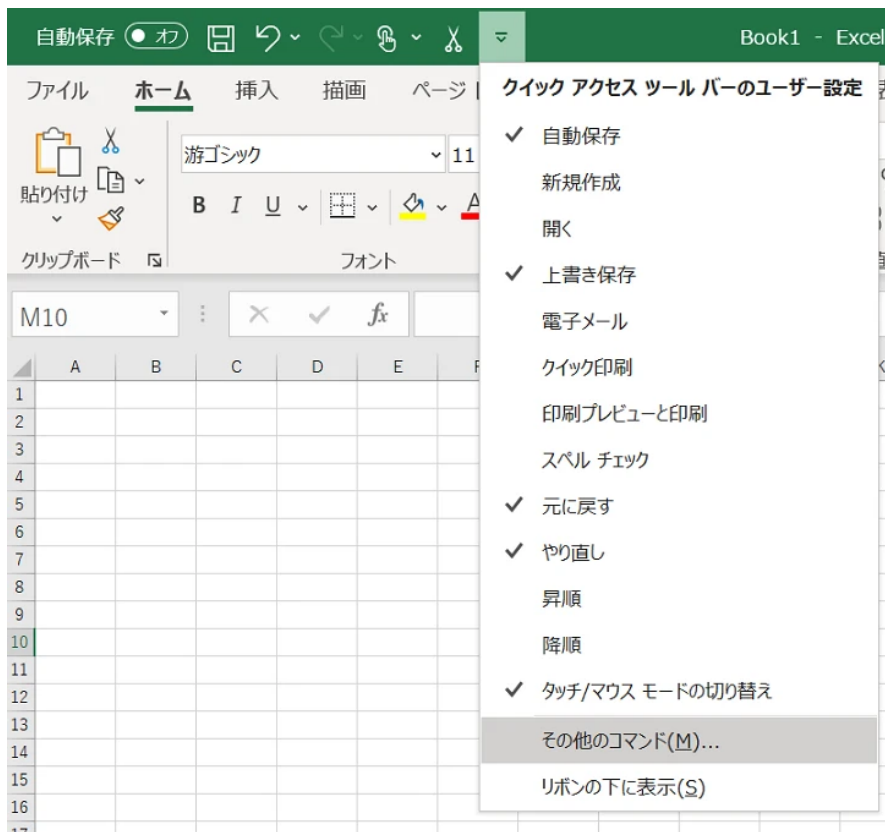 自動保存 オフ Book1 - Excel
ファイル ホーム 挿入 描画 ページ
クイック アクセス ツール バーのユーザー設定
自動保存
新規作成
開く
上書き保存
電子メール
クイック印刷
印刷プレビューと印刷
スペル チェック
元に戻す
やり直し
昇順
降順
タッチ/マウス モードの切り替え
その他のコマンド(M)...
リボンの下に表示(S)
貼り付け
クリップボード
游ゴシック 11
B I U A
フォント
M10 fx
A B C D E F
1
2
3
4
5
6
7
8
9
10
11
12
13
14
15
16
17